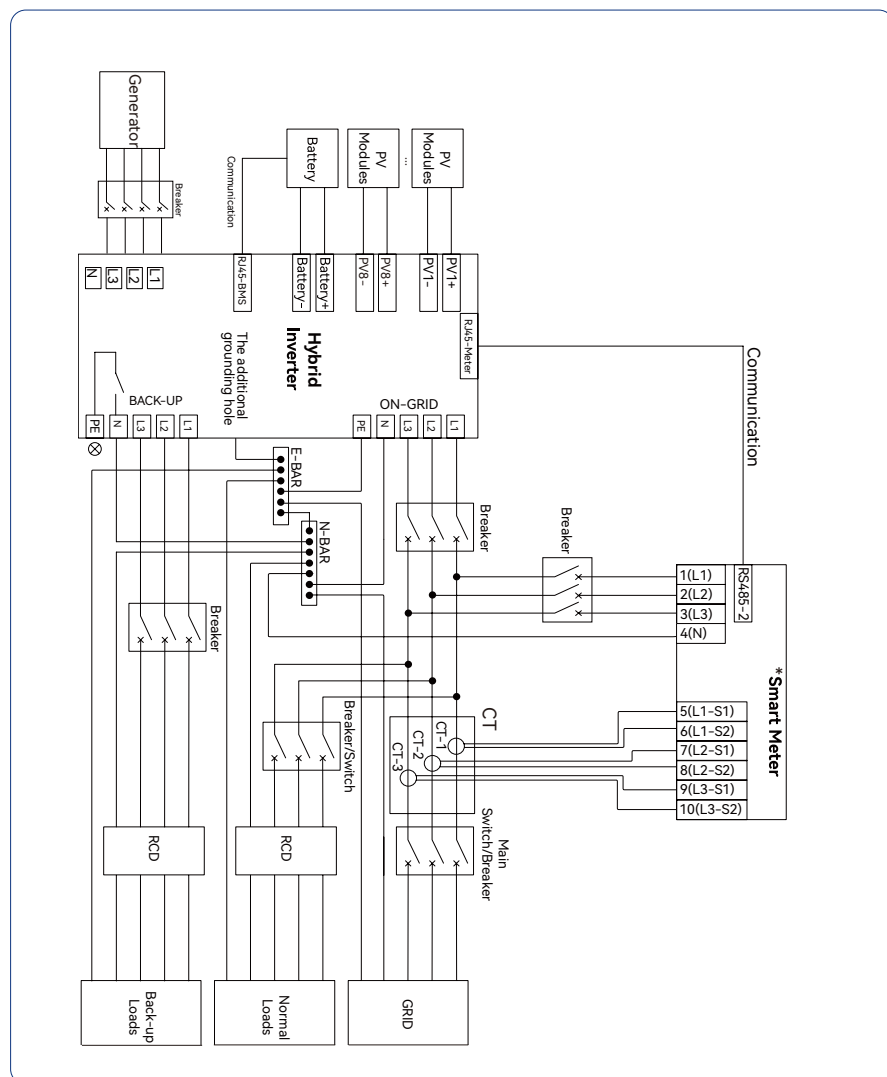 Generator
Breaker
Communication
Battery
PV
Modules
...
PV
Modules
N
L3
L2
L1
RJ45-BMS
Battery-
Battery+
PV8-
PV8+
PV1-
PV1+
RJ45-Meter
Hybrid
Inverter
The additional
grounding hole
BACK-UP
ON-GRID
PE
N
L3
L2
L1
PE
N
L3
L2
L1
Communication
E-BAR
N-BAR
Breaker
Breaker
1(L1)
2(L2)
3(L3)
4(N)
RS485-2
*Smart Meter
5(L1-S1)
6(L1-S2)
7(L2-S1)
8(L2-S2)
9(L3-S1)
10(L3-S2)
Breaker
Breaker/Switch
CT
CT-1
CT-2
CT-3
Main
Switch/Breaker
RCD
RCD
Back-up
Loads
Normal
Loads
GRID